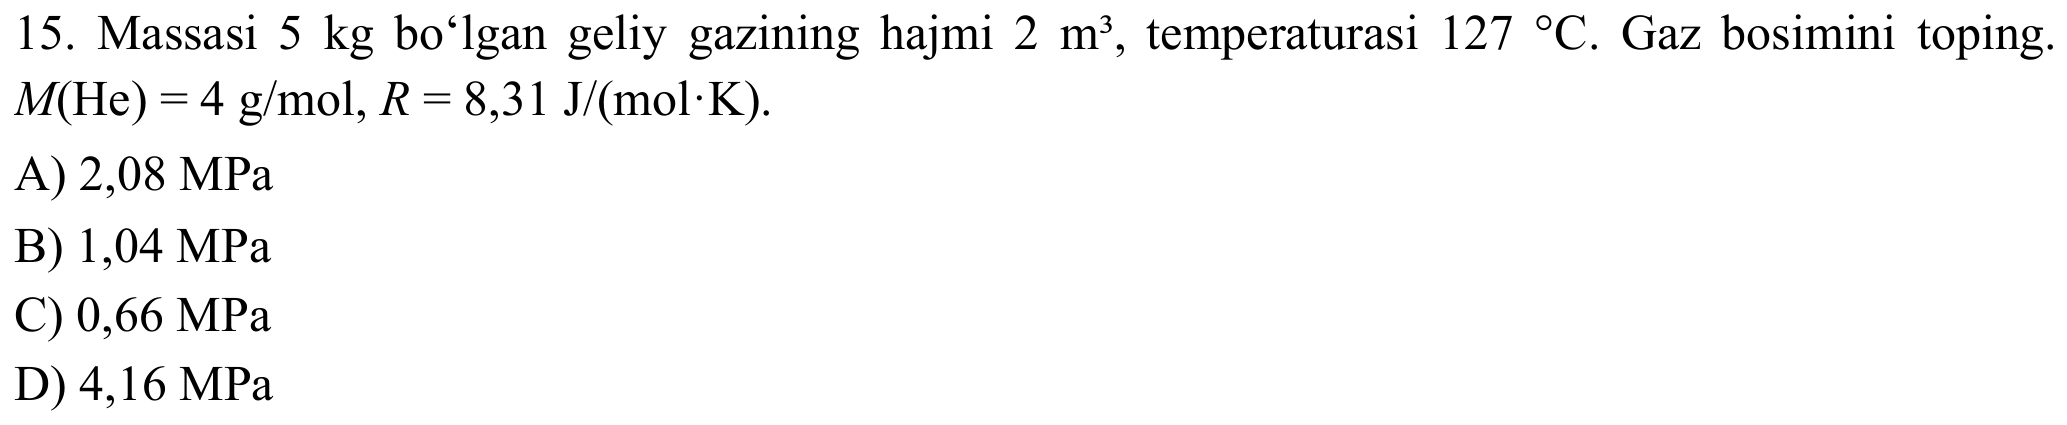 15. Massasi 5 kg bo‘lgan geliy gazining hajmi 2 m³, temperaturasi 127 °C. Gaz bosimini toping.
M(He) = 4 g/mol, R = 8,31 J/(mol·K).
A) 2,08 MPa
B) 1,04 MPa
C) 0,66 MPa
D) 4,16 MPa